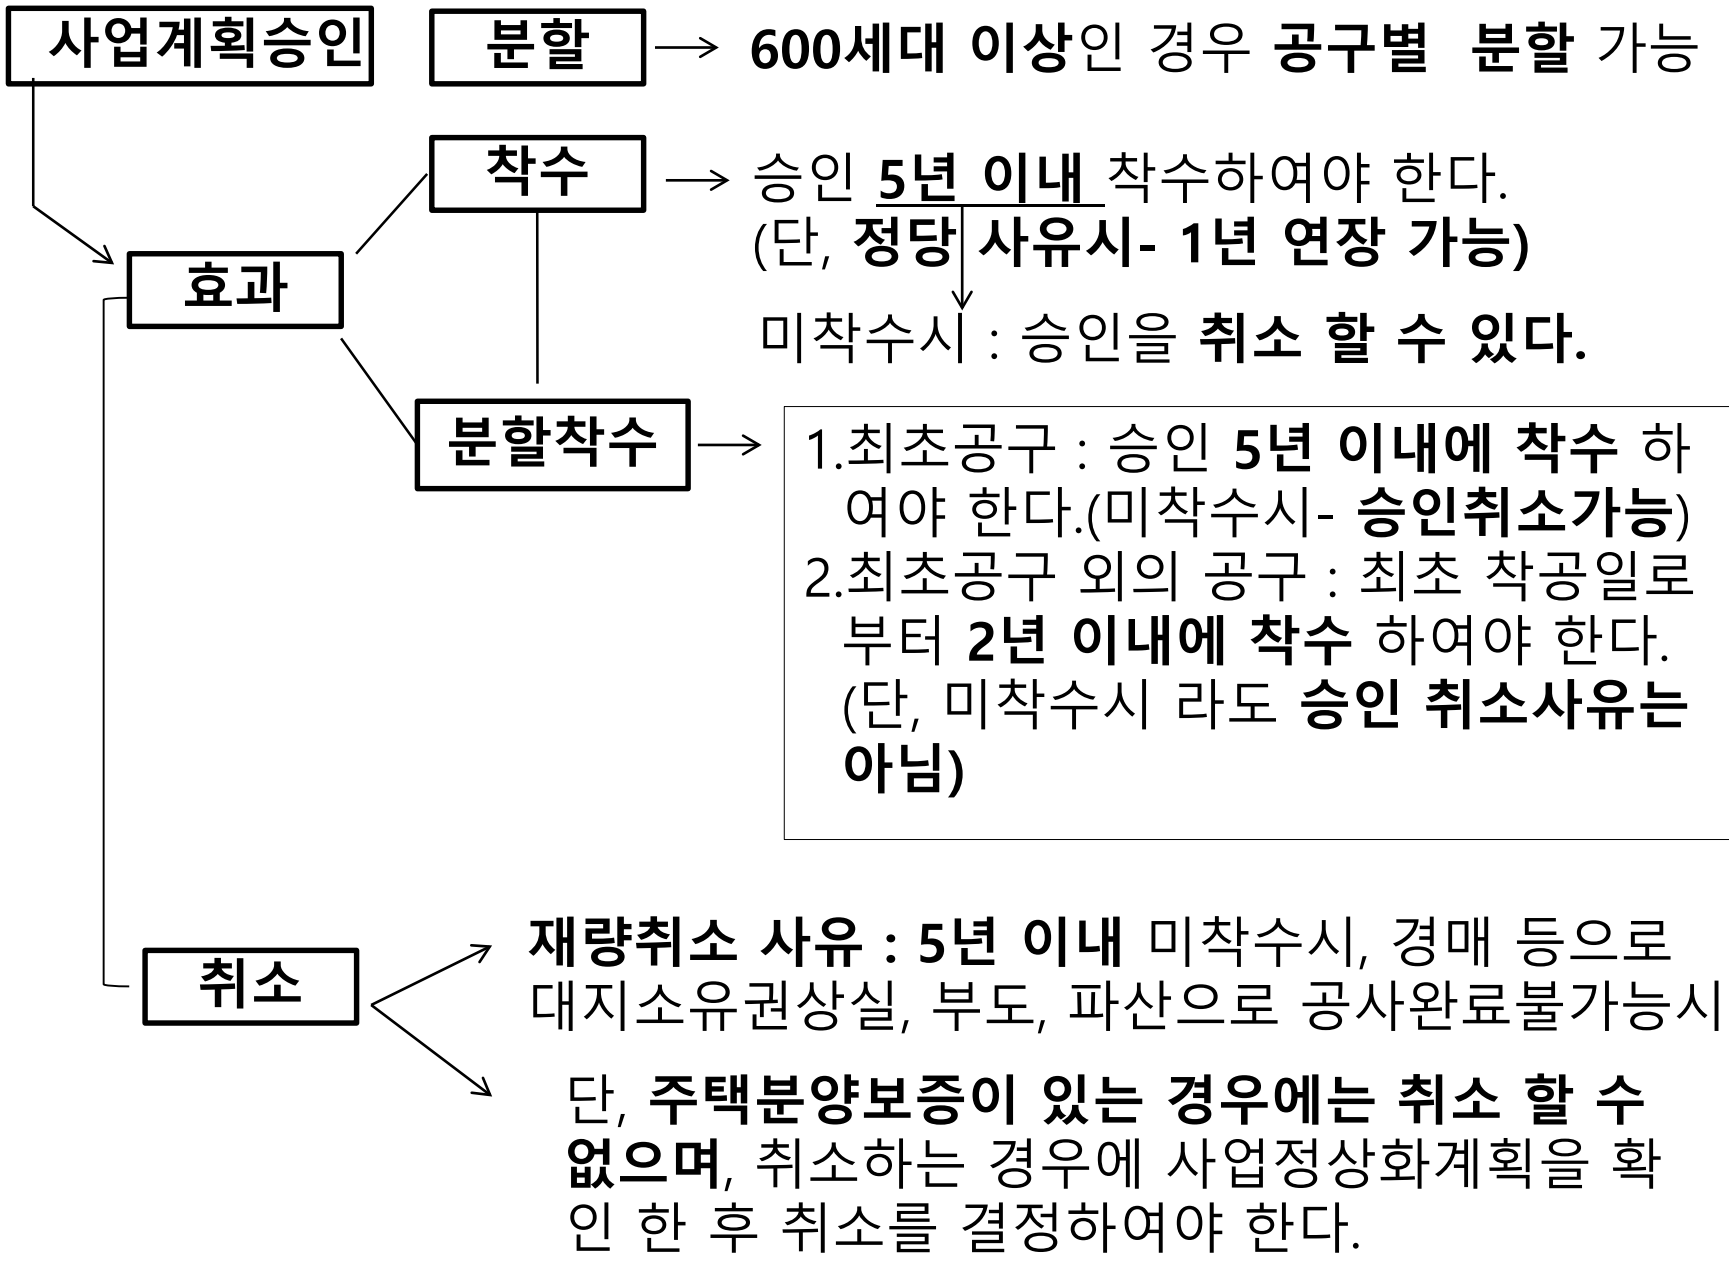 사업계획승인
분할
600세대 이상인 경우 공구별 분할 가능
착수
승인 5년 이내 착수하여야 한다.
(단, 정당 사유시- 1년 연장 가능)
효과
미착수시 : 승인을 취소 할 수 있다.
분할착수
1.최초공구 : 승인 5년 이내에 착수 하
여야 한다.(미착수시- 승인취소가능)
2.최초공구 외의 공구 : 최초 착공일로
부터 2년 이내에 착수 하여야 한다.
(단, 미착수시 라도 승인 취소사유는
아님)
취소
재량취소 사유 : 5년 이내 미착수시, 경매 등으로
대지소유권상실, 부도, 파산으로 공사완료불가능시
단, 주택분양보증이 있는 경우에는 취소 할 수
없으며, 취소하는 경우에 사업정상화계획을 확
인 한 후 취소를 결정하여야 한다.